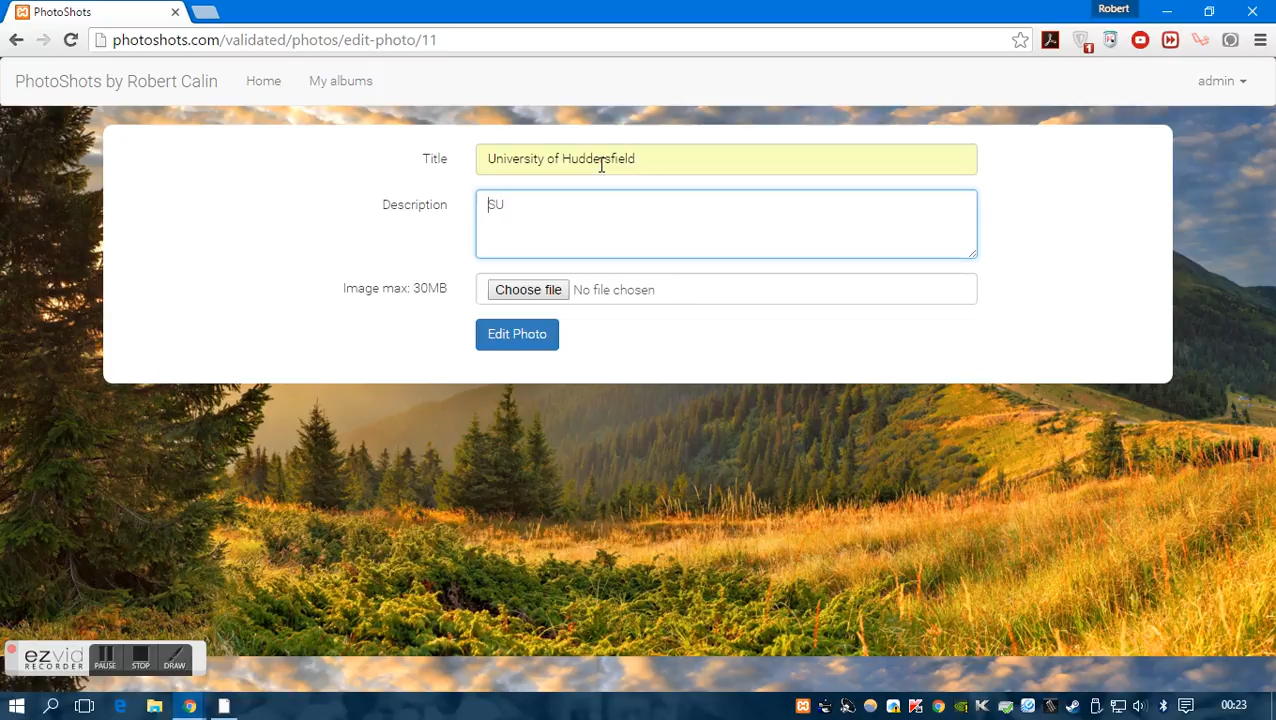 PhotoShots
Robert
photoshots.com/validated/photos/edit-photo/11
1
PhotoShots by Robert Calin Home My albums admin
Title University of Huddersfield
Description SU
Image max: 30MB Choose file No file chosen
Edit Photo
ezvid
RECORDER
PAUSE STOP DRAW
00:23